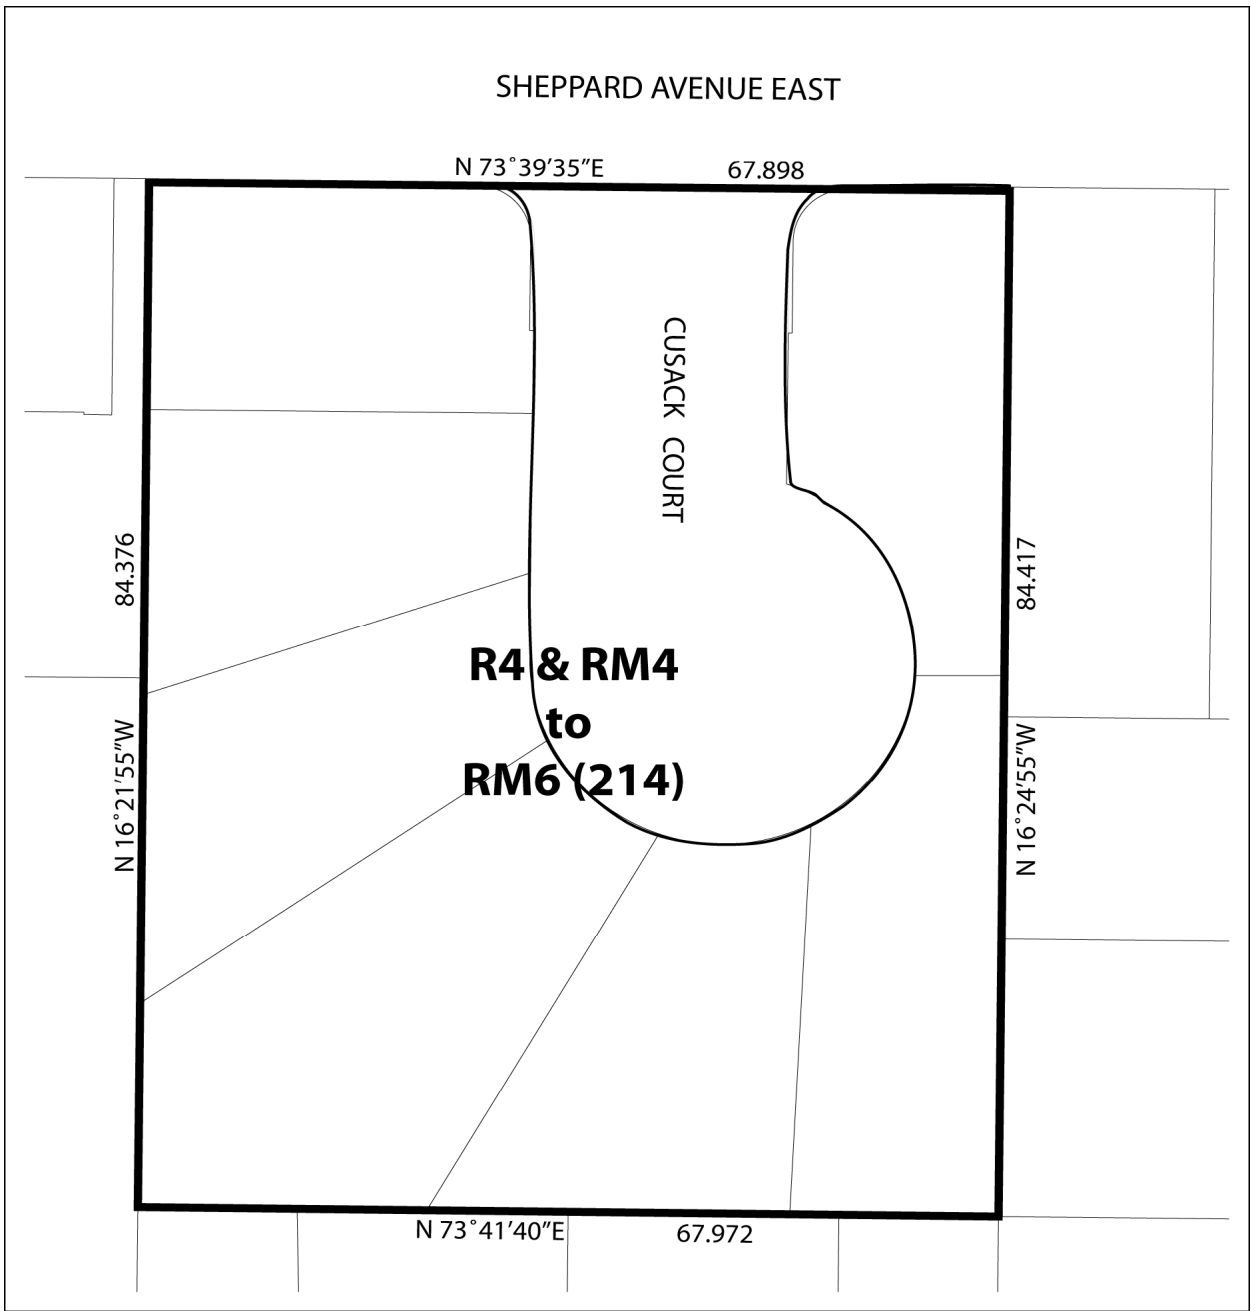 SHEPPARD AVENUE EAST
N 73˚39′35″E 67.898
CUSACK COURT
84.376
84.417
R4 & RM4
to
RM6 (214)
N 16˚21′55″W
N 16˚24′55″W
N 73˚41′40″E 67.972